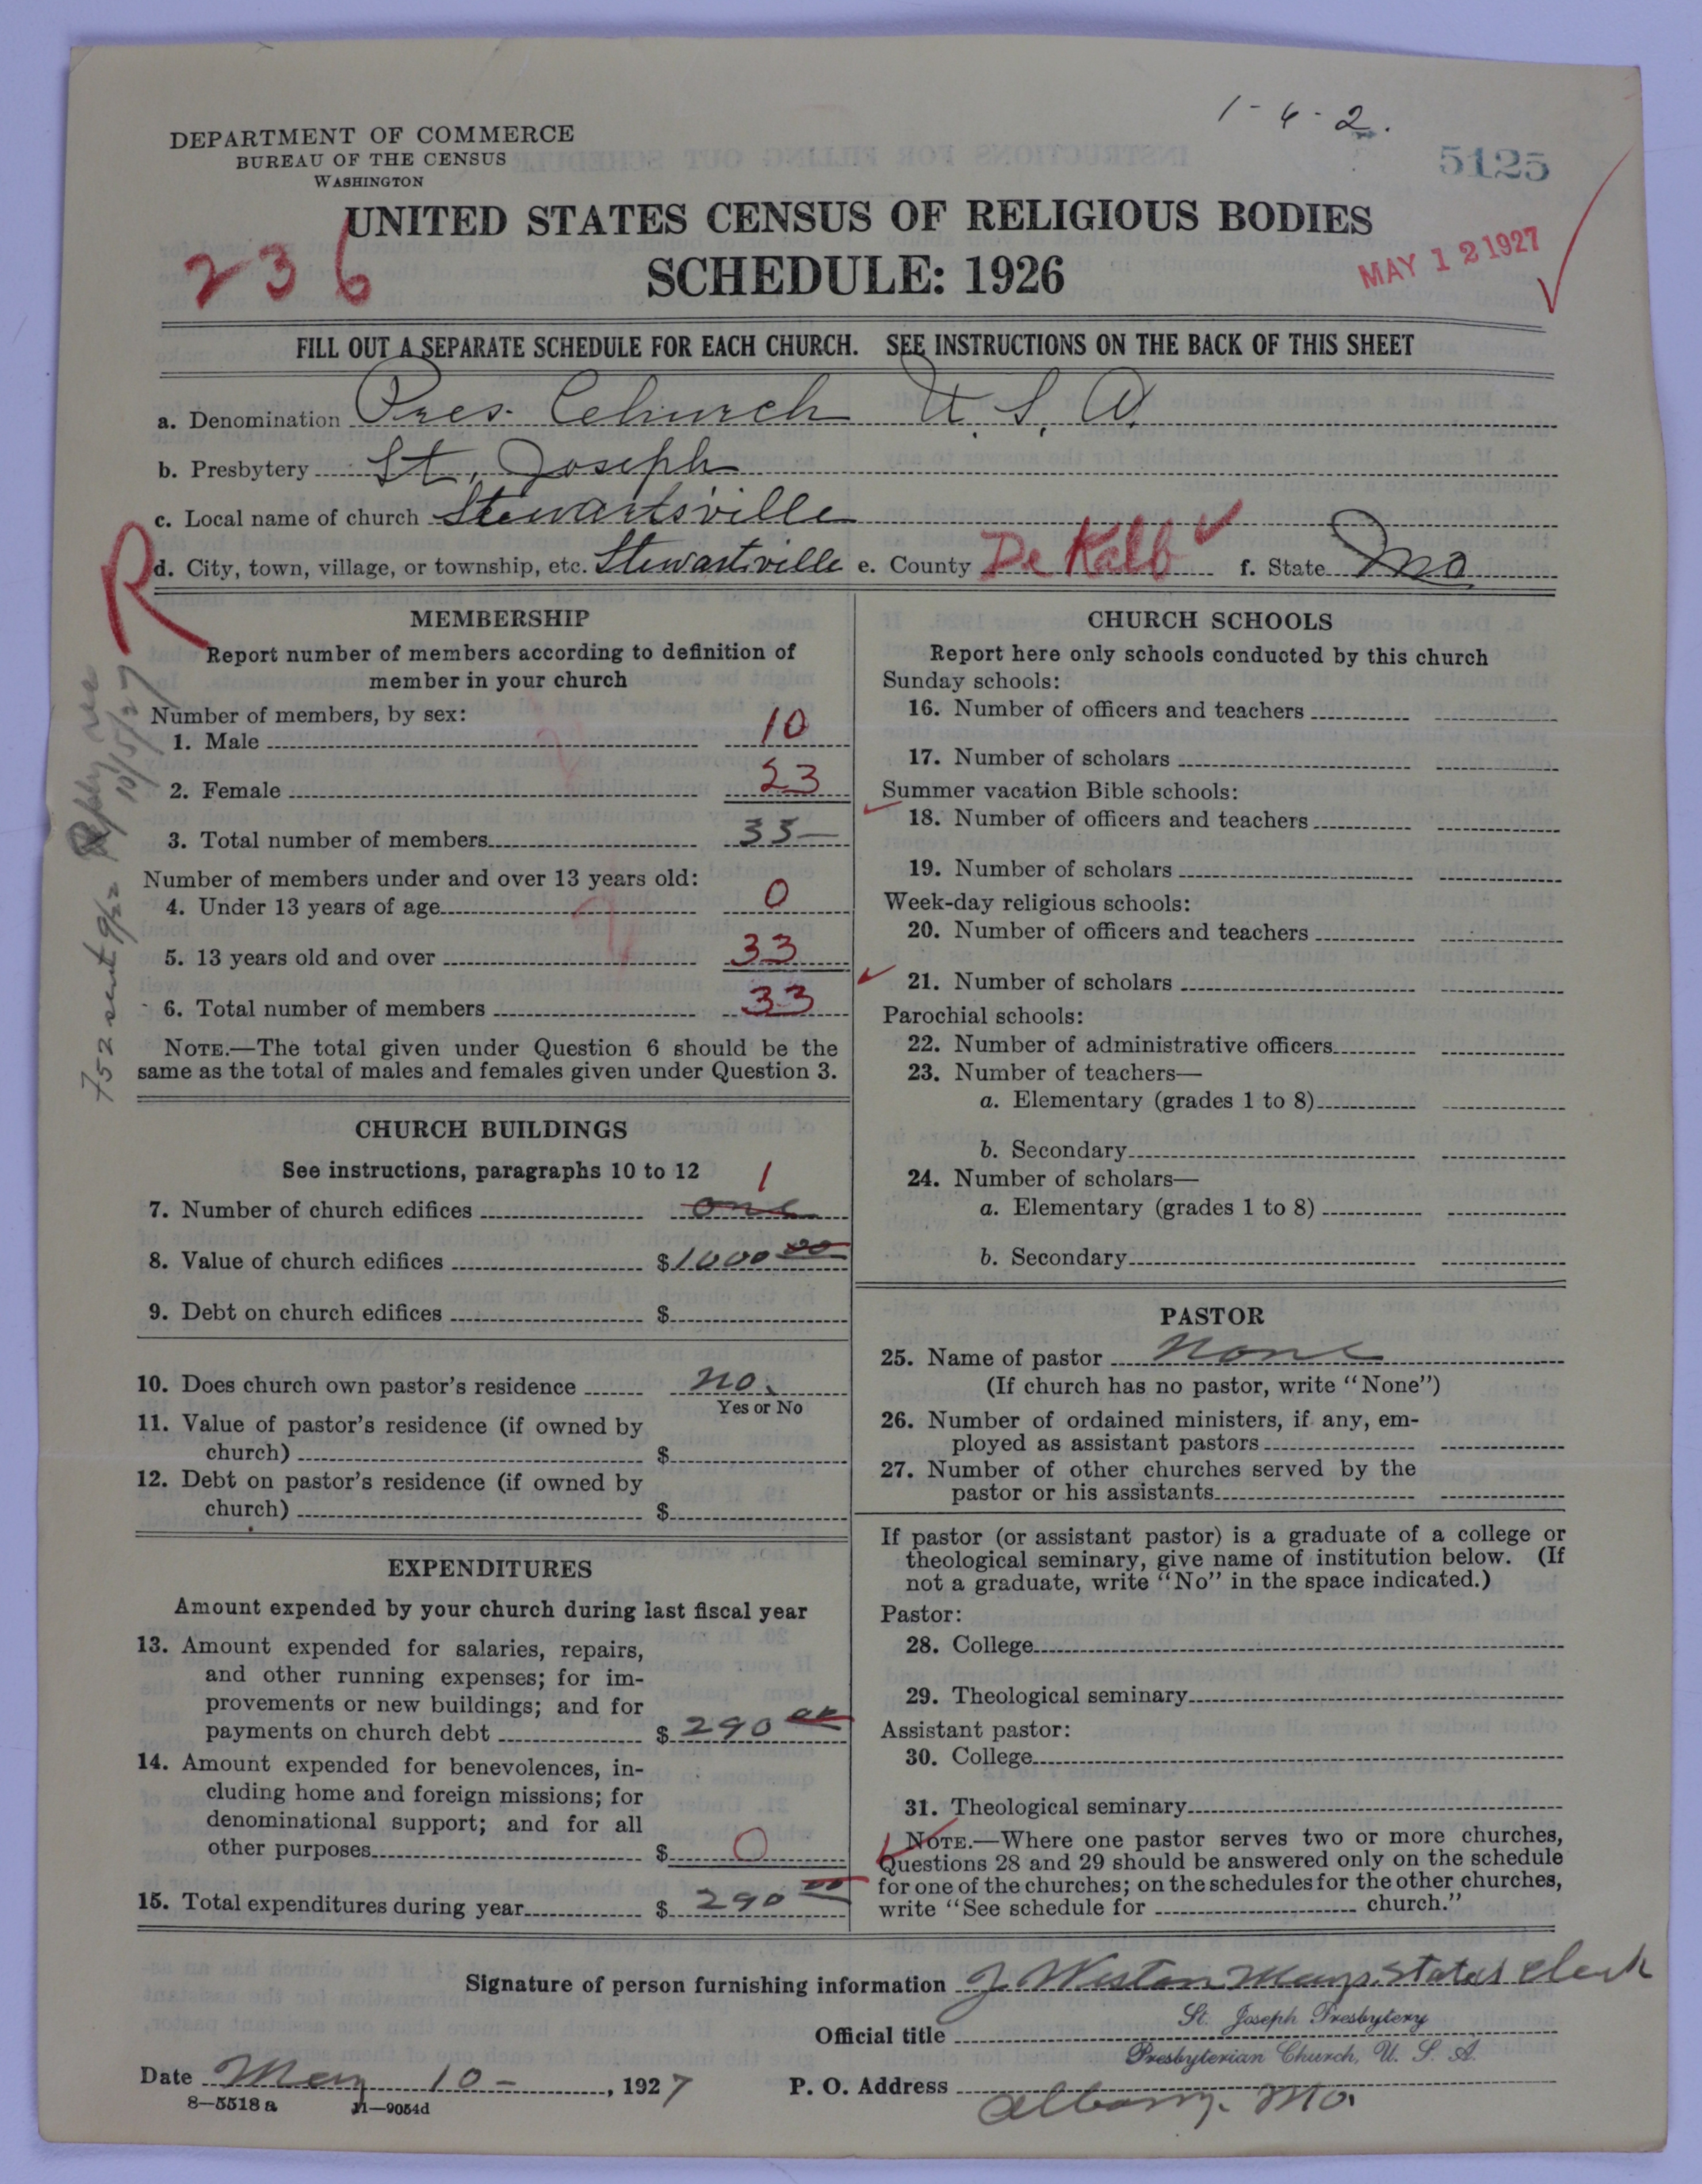 1-6-2.
DEPARTMENT OF COMMERCE
BUREAU OF THE CENSUS
WASHINGTON
5125
UNITED STATES CENSUS OF RELIGIOUS BODIES
SCHEDULE: 1926
236
MAY 12 1927
FILL OUT A SEPARATE SCHEDULE FOR EACH CHURCH. SEE INSTRUCTIONS ON THE BACK OF THIS SHEET
a. Denomination Pres. Church U. S. A.
b. Presbytery St. Joseph
c. Local name of church Stewartsville
R
d. City, town, village, or township, etc. Stewartsville e. County De Kalb f. State Mo.
752 sent 9/22 Reply rec 10/5/27
MEMBERSHIP
Report number of members according to definition of
member in your church
Number of members, by sex:
1. Male 10
2. Female 23
3. Total number of members 33
Number of members under and over 13 years old:
4. Under 13 years of age 0
5. 13 years old and over 33
6. Total number of members 33
NOTE.—The total given under Question 6 should be the
same as the total of males and females given under Question 3.
CHURCH BUILDINGS
See instructions, paragraphs 10 to 12
1
7. Number of church edifices one
8. Value of church edifices $1000 00
9. Debt on church edifices $
10. Does church own pastor's residence no.
Yes or No
11. Value of pastor's residence (if owned by
church) $
12. Debt on pastor's residence (if owned by
church) $
EXPENDITURES
Amount expended by your church during last fiscal year
13. Amount expended for salaries, repairs,
and other running expenses; for im-
provements or new buildings; and for
payments on church debt $ 290
14. Amount expended for benevolences, in-
cluding home and foreign missions; for
denominational support; and for all
other purposes $ 0
15. Total expenditures during year $ 290 00
CHURCH SCHOOLS
Report here only schools conducted by this church
Sunday schools:
16. Number of officers and teachers
17. Number of scholars
Summer vacation Bible schools:
18. Number of officers and teachers
19. Number of scholars
Week-day religious schools:
20. Number of officers and teachers
21. Number of scholars
Parochial schools:
22. Number of administrative officers
23. Number of teachers—
a. Elementary (grades 1 to 8)
b. Secondary
24. Number of scholars—
a. Elementary (grades 1 to 8)
b. Secondary
PASTOR
25. Name of pastor None
(If church has no pastor, write "None")
26. Number of ordained ministers, if any, em-
ployed as assistant pastors
27. Number of other churches served by the
pastor or his assistants
If pastor (or assistant pastor) is a graduate of a college or
theological seminary, give name of institution below. (If
not a graduate, write "No" in the space indicated.)
Pastor:
28. College
29. Theological seminary
Assistant pastor:
30. College
31. Theological seminary
NOTE.—Where one pastor serves two or more churches,
Questions 28 and 29 should be answered only on the schedule
for one of the churches; on the schedules for the other churches,
write "See schedule for church."
Signature of person furnishing information J Weston Mays. Stated Clerk
Official title St. Joseph Presbytery
Presbyterian Church, U. S. A.
Date May 10 -, 1927 P. O. Address Albany. Mo.
8—5518 a 11—9054d